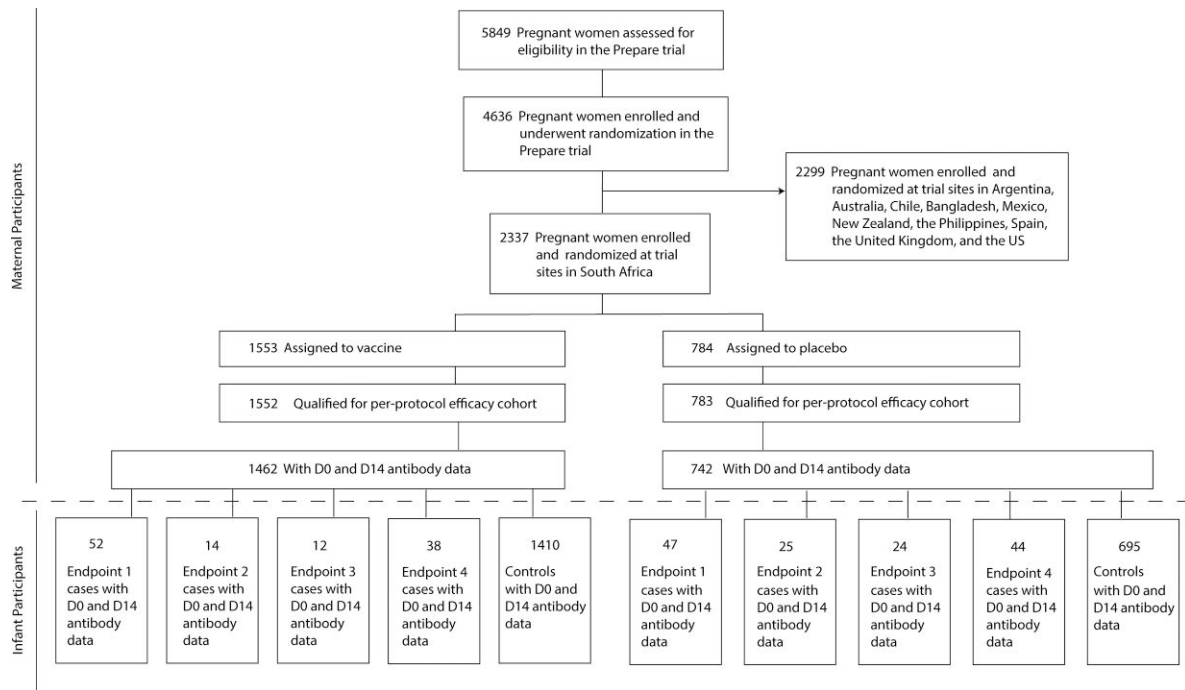 5849 Pregnant women assessed for
eligibility in the Prepare trial
4636 Pregnant women enrolled and
underwent randomization in the
Prepare trial
2299 Pregnant women enrolled and
randomized at trial sites in Argentina,
Australia, Chile, Bangladesh, Mexico,
New Zealand, the Philippines, Spain,
the United Kingdom, and the US
2337 Pregnant women enrolled
and randomized at trial
sites in South Africa
Maternal Participants
1553 Assigned to vaccine
784 Assigned to placebo
1552 Qualified for per-protocol efficacy cohort
783 Qualified for per-protocol efficacy cohort
1462 With D0 and D14 antibody data
742 With D0 and D14 antibody data
Infant Participants
52
Endpoint 1
cases with
D0 and D14
antibody
data
14
Endpoint 2
cases with
D0 and D14
antibody
data
12
Endpoint 3
cases with
D0 and D14
antibody
data
38
Endpoint 4
cases with
D0 and D14
antibody
data
1410
Controls
with D0 and
D14 antibody
data
47
Endpoint 1
cases with
D0 and D14
antibody
data
25
Endpoint 2
cases with
D0 and D14
antibody
data
24
Endpoint 3
cases with
D0 and D14
antibody
data
44
Endpoint 4
cases with
D0 and D14
antibody
data
695
Controls
with D0 and
D14 antibody
data